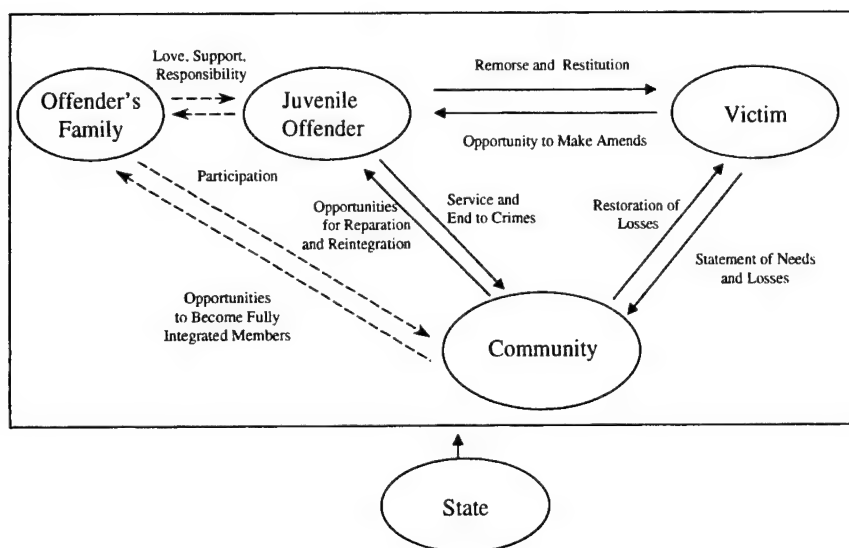 Love, Support,
Responsibility
Offender's
Family
Juvenile
Offender
Remorse and Restitution
Victim
Opportunity to Make Amends
Participation
Opportunities
for Reparation
and Reintegration
Service and
End to Crimes
Restoration of
Losses
Statement of Needs
and Losses
Opportunities
to Become Fully
Integrated Members
Community
State